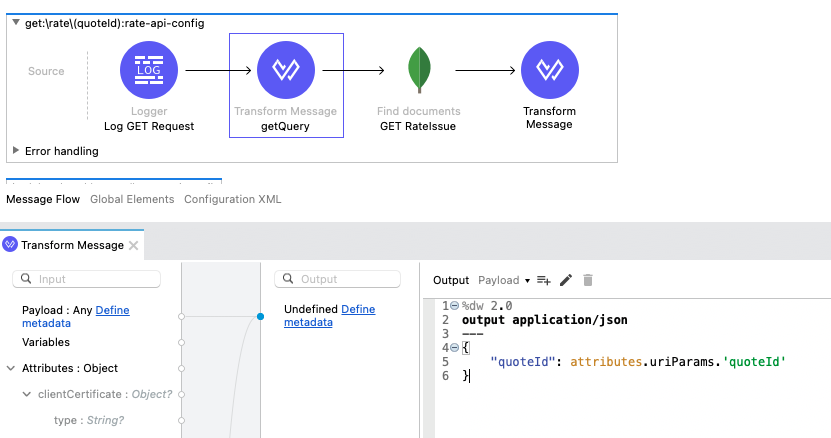 get:\rate\(quoteId):rate-api-config
Source
LOG
Logger
Log GET Request
Transform Message
getQuery
Find documents
GET RateIssue
Transform
Message
Error handling
Message Flow Global Elements Configuration XML
Transform Message
Input
Output
Output Payload
Payload : Any Define
metadata
Variables
Attributes : Object
clientCertificate : Object?
type : String?
Undefined Define
metadata
1 %dw 2.0
2 output application/json
3 ---
4 {
5 "quoteId": attributes.uriParams.'quoteId'
6 }